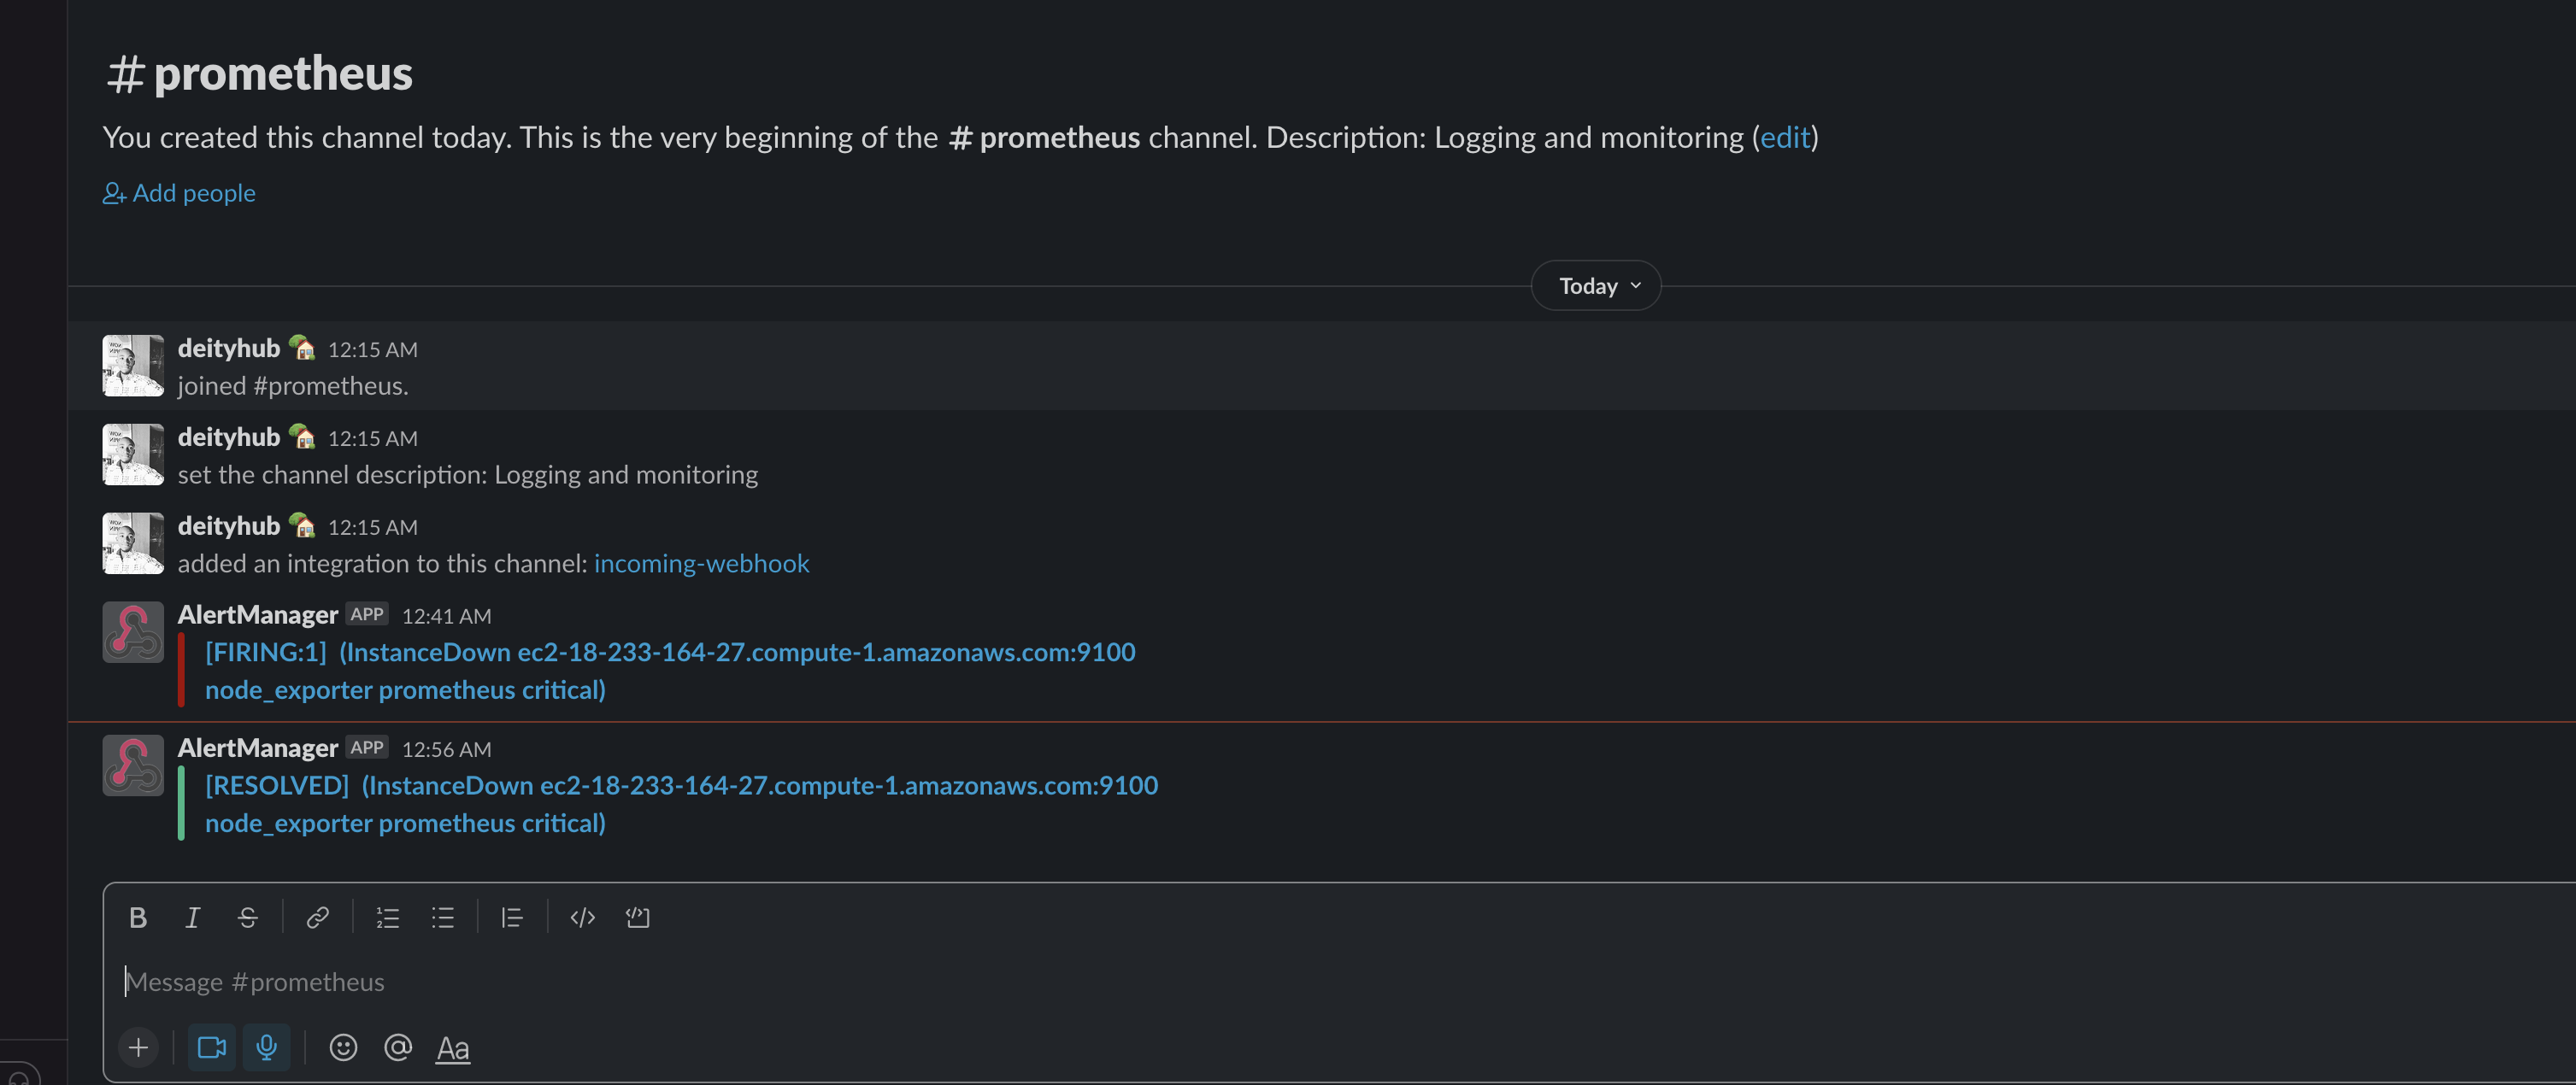 # prometheus
You created this channel today. This is the very beginning of the # prometheus channel. Description: Logging and monitoring (edit)
Add people
Today
deityhub 12:15 AM
joined #prometheus.
deityhub 12:15 AM
set the channel description: Logging and monitoring
deityhub 12:15 AM
added an integration to this channel: incoming-webhook
AlertManager APP 12:41 AM
[FIRING:1] (InstanceDown ec2-18-233-164-27.compute-1.amazonaws.com:9100
node_exporter prometheus critical)
AlertManager APP 12:56 AM
[RESOLVED] (InstanceDown ec2-18-233-164-27.compute-1.amazonaws.com:9100
node_exporter prometheus critical)
B I S
Message #prometheus
Aa